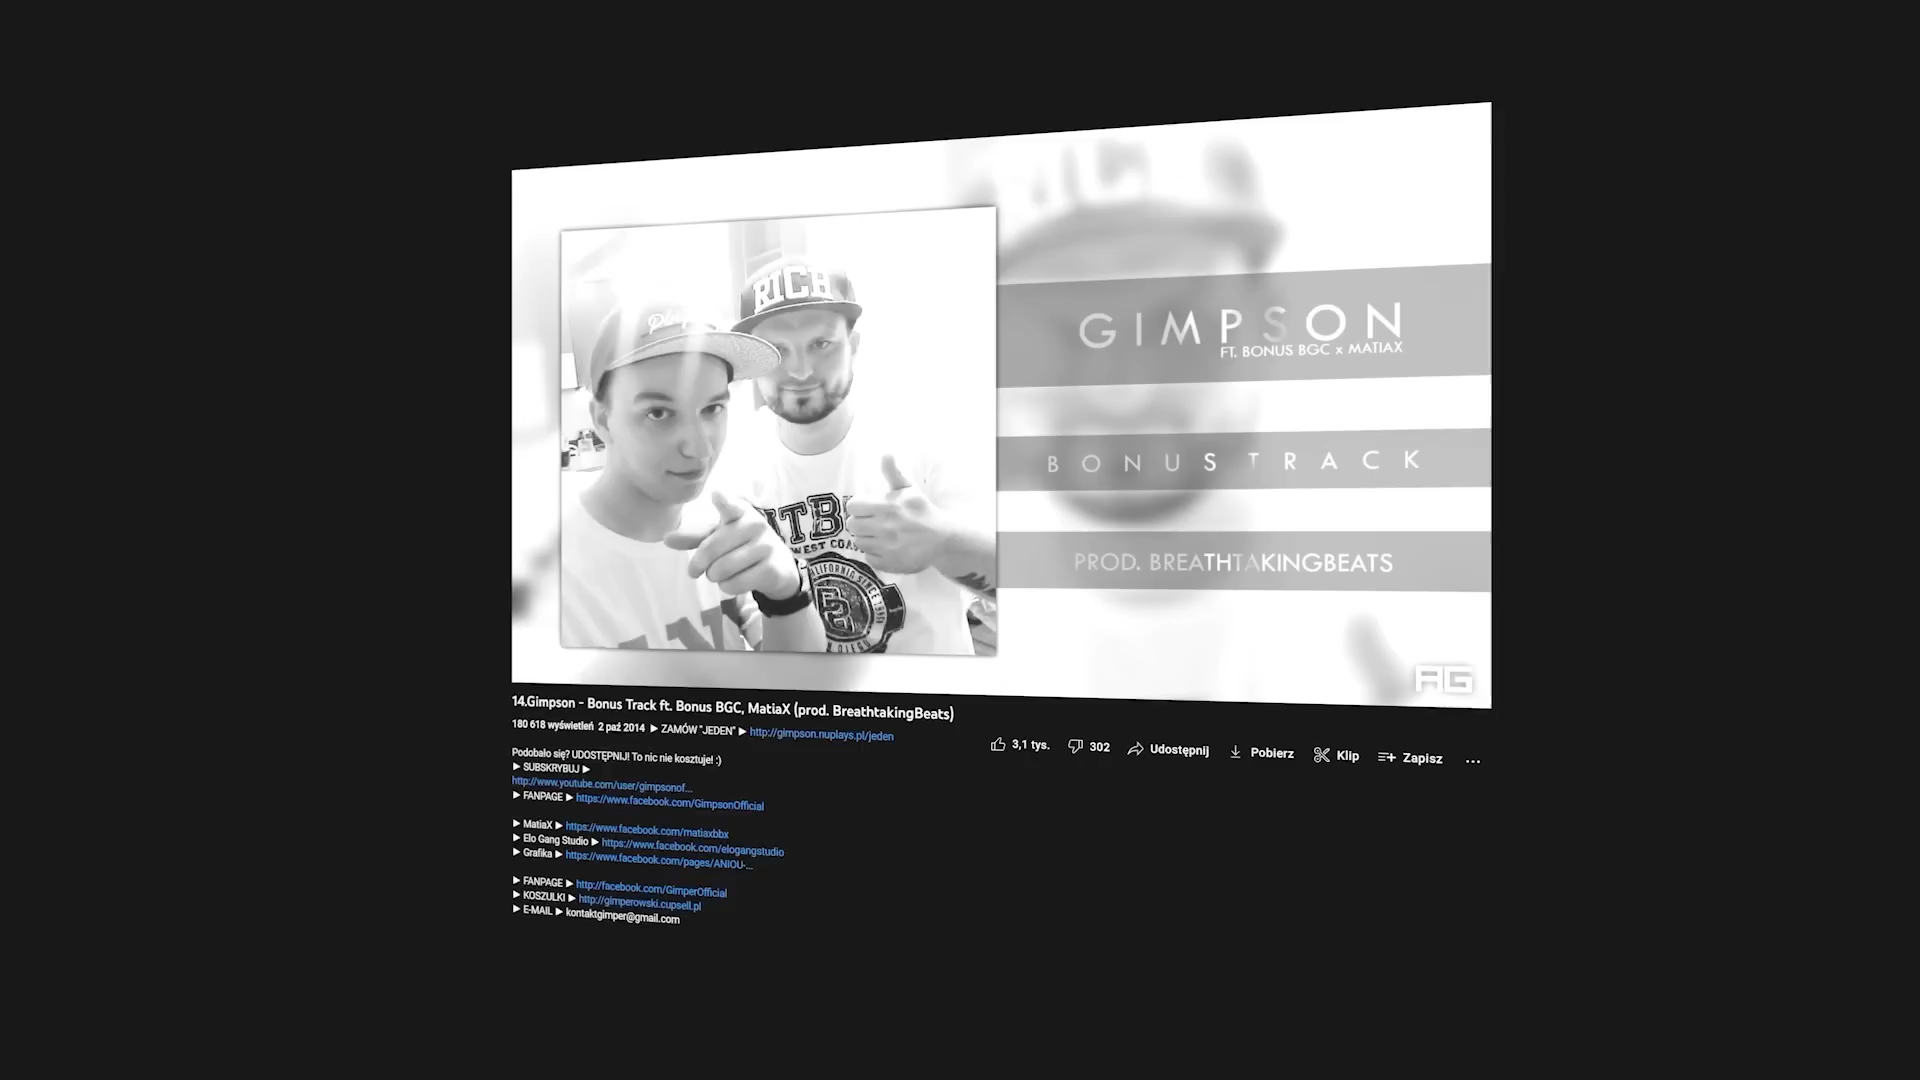 RICH
WEST COA
CALIFORNIA SINCE 1989
GIMPSON
FT. BONUS BGC x MATIAX
BONUS TRACK
PROD. BREATHTAKINGBEATS
AG
14.Gimpson - Bonus Track ft. Bonus BGC, MatiaX (prod. BreathtakingBeats)
180 618 wyświetleń 2 paź 2014 ► ZAMÓW "JEDEN" ► http://gimpson.nuplays.pl/jeden
3,1 tys. 302 Udostępnij Pobierz Klip Zapisz ...
Podobało się? UDOSTĘPNIJ! To nic nie kosztuje! :)
► SUBSKRYBUJ ►
http://www.youtube.com/user/gimpsonof...
► FANPAGE ► https://www.facebook.com/GimpsonOfficial
► MatiaX ► https://www.facebook.com/matiaxbbx
► Elo Gang Studio ► https://www.facebook.com/elogangstudio
► Grafika ► https://www.facebook.com/pages/ANIOU-...
► FANPAGE ► http://facebook.com/GimperOfficial
► KOSZULKI ► http://gimperowski.cupsell.pl
► E-MAIL ► kontaktgimper@gmail.com